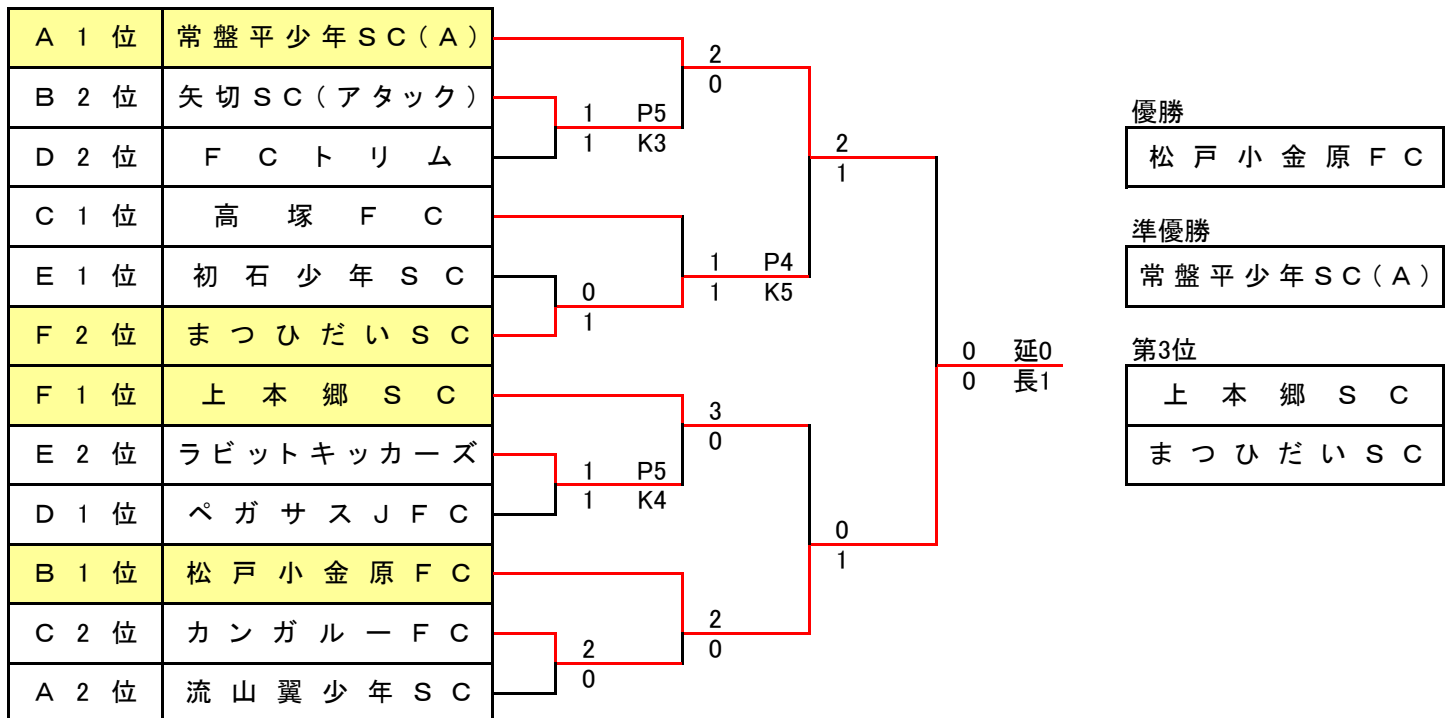 A 1 位 常盤平少年SC(A)
B 2 位 矢切SC(アタック)
D 2 位 FCトリム
C 1 位 高塚FC
E 1 位 初石少年SC
F 2 位 まつひだいSC
F 1 位 上本郷SC
E 2 位 ラビットキッカーズ
D 1 位 ペガサスJFC
B 1 位 松戸小金原FC
C 2 位 カンガルーFC
A 2 位 流山翼少年SC
1 P5
1 K3
0
1
1 P5
1 K4
2
0
2
0
1 P4
1 K5
3
0
2
0
2
1
0
1
0 延0
0 長1
優勝
松戸小金原FC
準優勝
常盤平少年SC(A)
第3位
上本郷SC
まつひだいSC